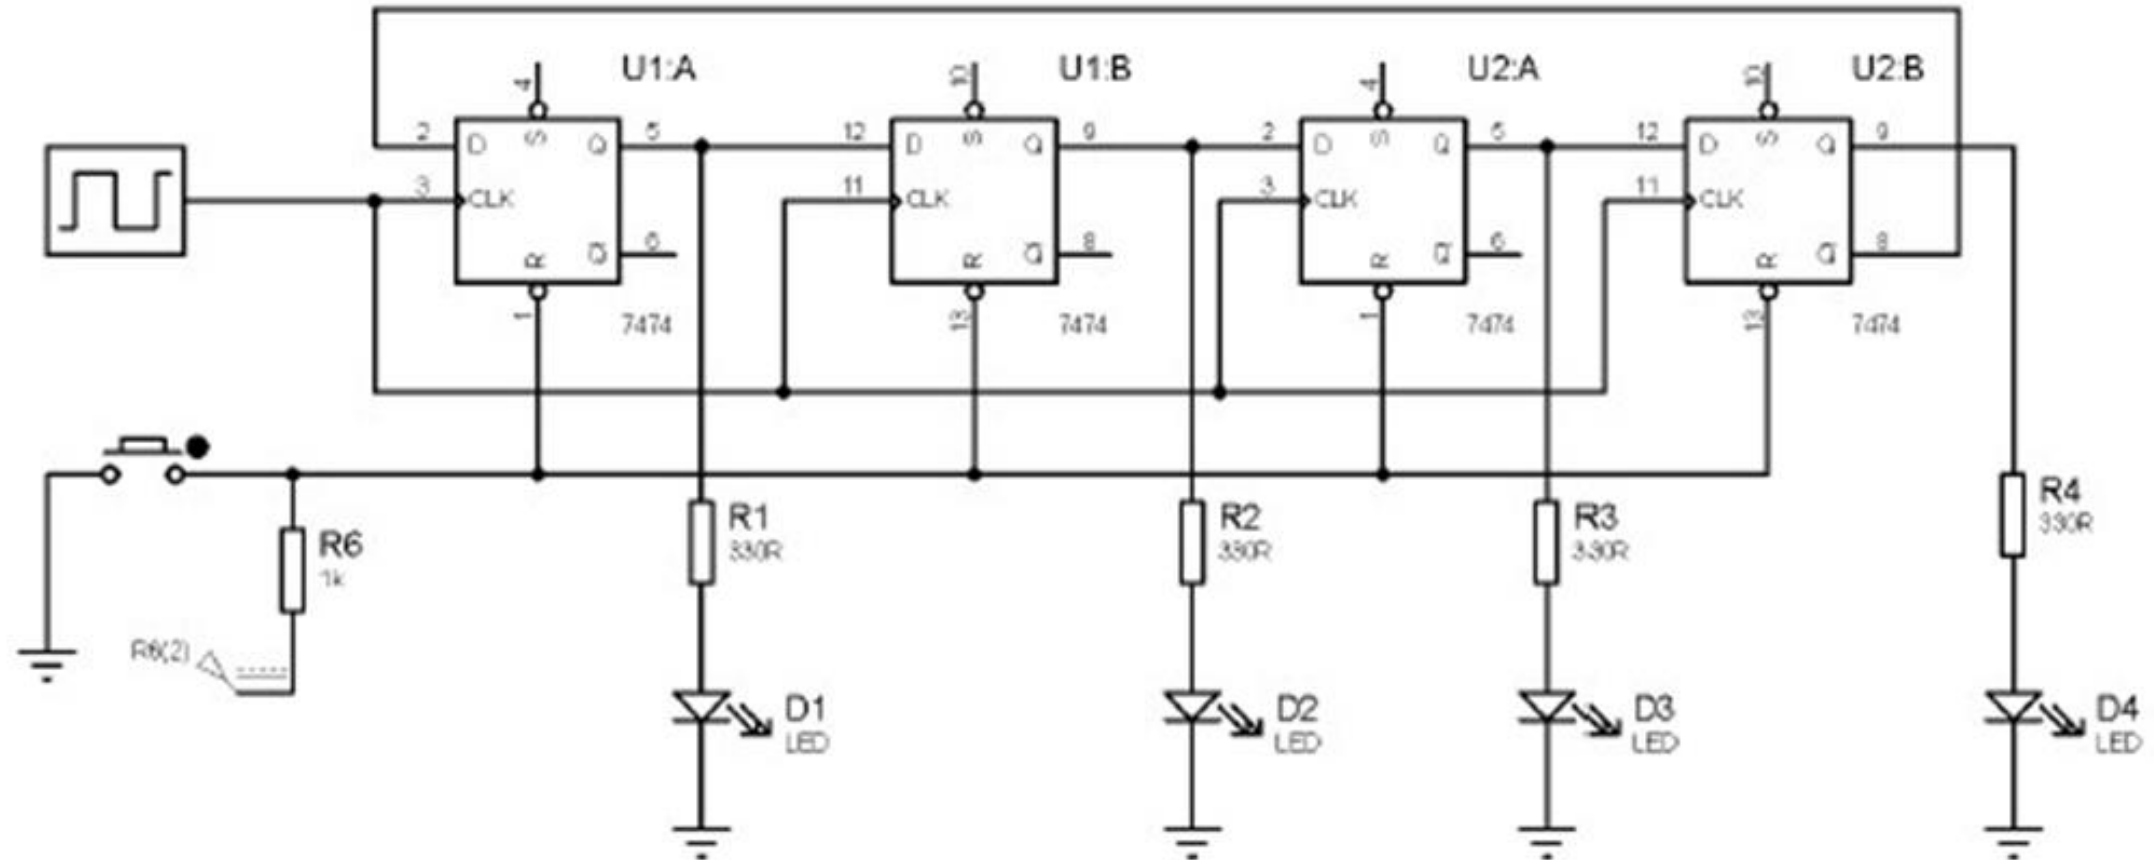 U1:A
U1:B
U2:A
U2:B
4
10
4
10
2
D
S
Q
5
12
D
S
Q
9
2
D
S
Q
5
12
D
S
Q
9
3
CLK
11
CLK
3
CLK
11
CLK
R
Q
6
R
Q
8
R
Q
6
R
Q
8
1
7474
13
7474
1
7474
13
7474
R6
1k
R6(2)
R1
330R
R2
330R
R3
330R
R4
330R
D1
LED
D2
LED
D3
LED
D4
LED